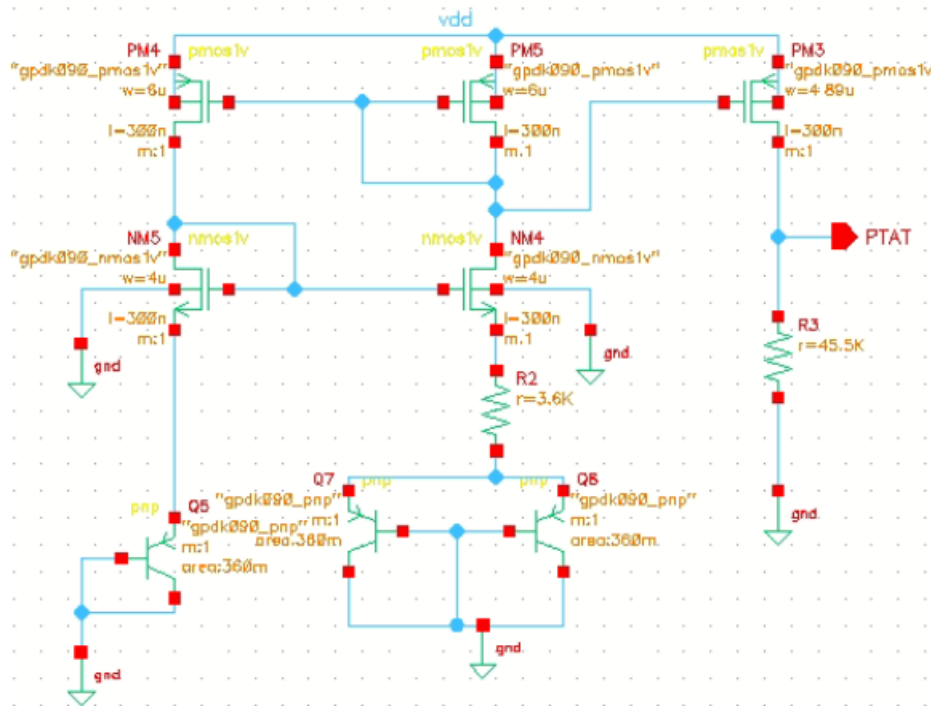 vdd
PM4
pmos1v
"gpdk090_pmos1v"
w=6u
l=300n
m:1
pmos1v
PM5
"gpdk090_pmos1v"
w=6u
l=300n
m:1
pmos1v
PM3
"gpdk090_pmos1v"
w=4.89u
l=300n
m:1
NM5
nmos1v
"gpdk090_nmos1v"
w=4u
l=300n
m:1
gnd
nmos1v
NM4
"gpdk090_nmos1v"
w=4u
l=300n
m:1
gnd
PTAT
R3
r=45.5K
gnd
R2
r=3.6K
pnp
Q5
"gpdk090_pnp"
m:1
area:360m
gnd
Q7
pnp
"gpdk090_pnp"
m:1
area:360m
pnp
"gpdk090_pnp"
m:1
area:360m
gnd